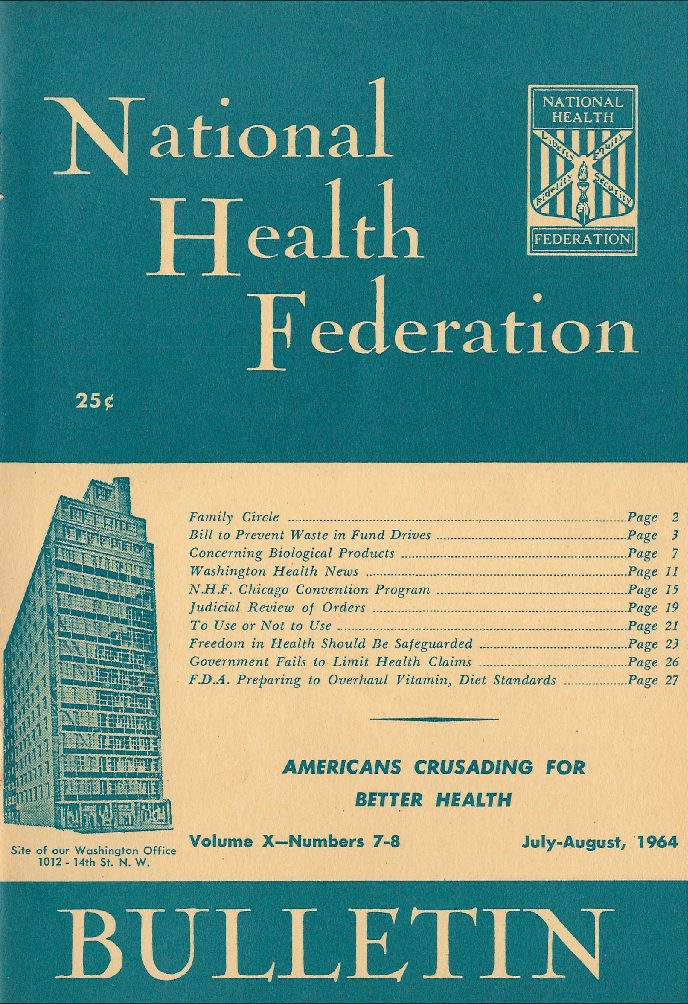 National
Health
Federation
NATIONAL
HEALTH
FEDERATION
25¢
Family Circle Page 2
Bill to Prevent Waste in Fund Drives Page 3
Concerning Biological Products Page 7
Washington Health News Page 11
N.H.F. Chicago Convention Program Page 15
Judicial Review of Orders Page 19
To Use or Not to Use Page 21
Freedom in Health Should Be Safeguarded Page 23
Government Fails to Limit Health Claims Page 26
F.D.A. Preparing to Overhaul Vitamin, Diet Standards Page 27
AMERICANS CRUSADING FOR
BETTER HEALTH
Site of our Washington Office
1012 - 14th St. N. W.
Volume X—Numbers 7-8 July-August, 1964
BULLETIN